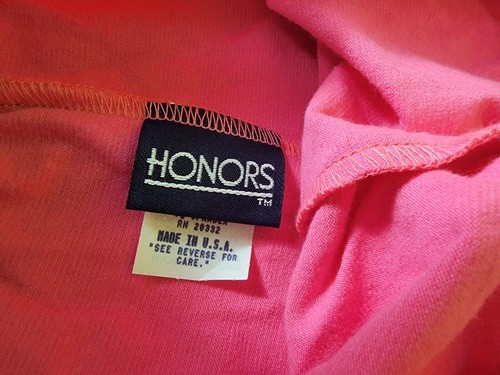 HONORS
TM
RN 20332
MADE IN U.S.A.
"SEE REVERSE FOR
CARE."